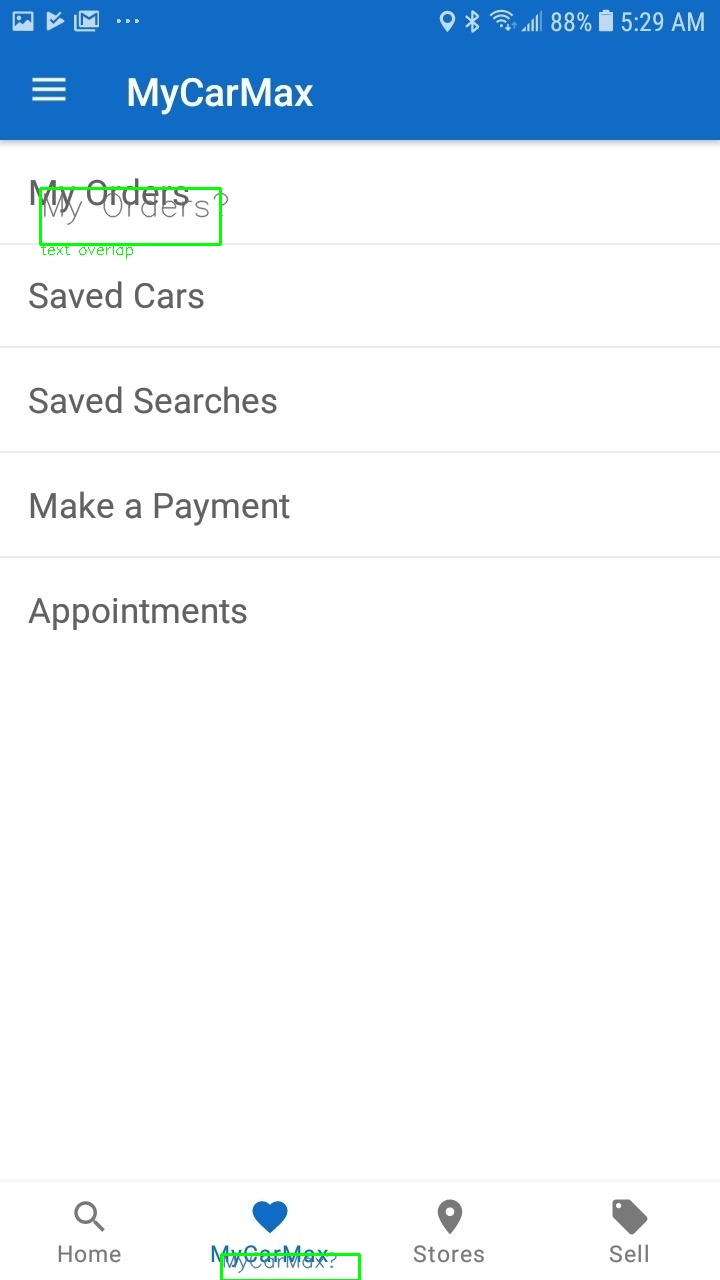 88% 5:29 AM
MyCarMax
My Orders
My Orders?
text overlap
Saved Cars
Saved Searches
Make a Payment
Appointments
Home MyCarMax Stores Sell
MyCarMax?